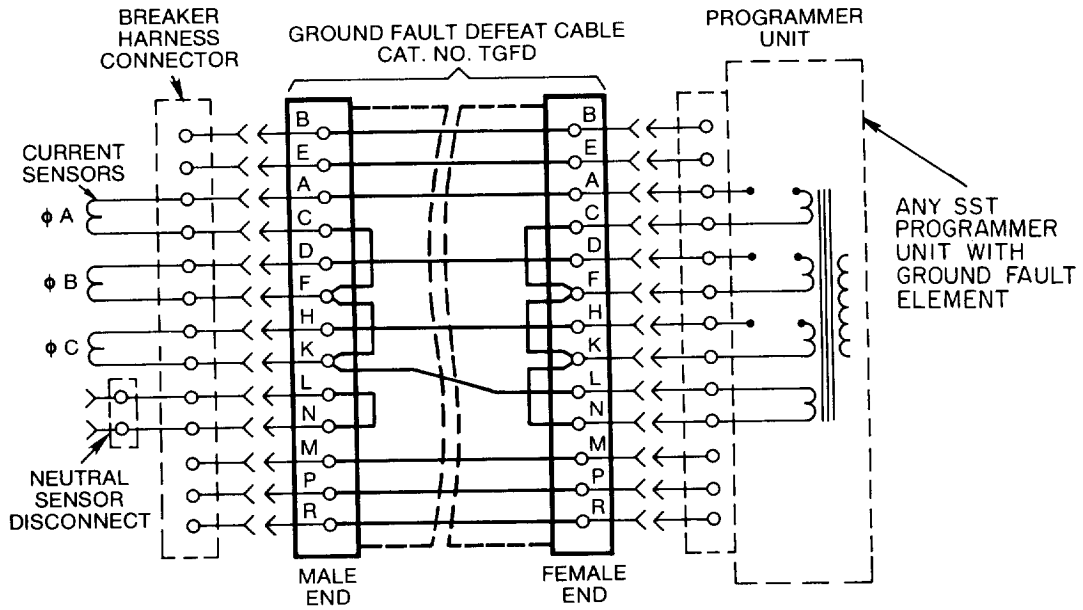 BREAKER
HARNESS
CONNECTOR
GROUND FAULT DEFEAT CABLE
CAT. NO. TGFD
PROGRAMMER
UNIT
CURRENT
SENSORS
ϕ A
ϕ B
ϕ C
NEUTRAL
SENSOR
DISCONNECT
B
E
A
C
D
F
H
K
L
N
M
P
R
MALE
END
B
E
A
C
D
F
H
K
L
N
M
P
R
FEMALE
END
ANY SST
PROGRAMMER
UNIT WITH
GROUND FAULT
ELEMENT